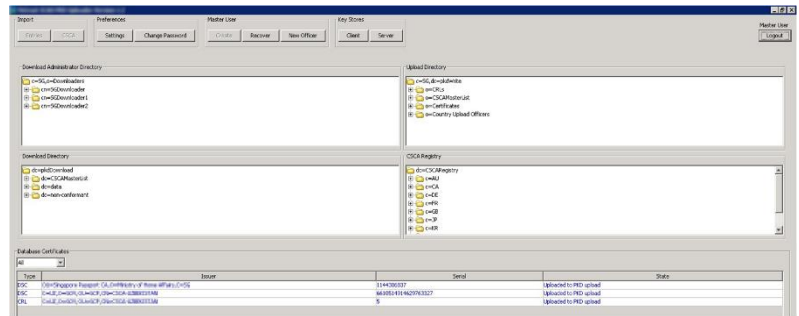 Import
Preferences
Master User
Key Stores
Master User
CSCA
Settings
Change Password
Create
Recover
New Officer
Client
Server
Logout
Download Administrator Directory
Upload Directory
c=SG,o=Downloaders
cn=SGDownloader
cn=SGDownloader1
cn=SGDownloader2
o=CRLs
o=CSCAMasterList
o=Certificates
o=Country Upload Officers
Download Directory
CSCA Registry
dc=pkdDownload
dc=CSCAMasterList
dc=data
dc=non-conformant
dc=CSCARegistry
c=AU
c=CA
c=DE
c=FR
c=GB
c=JP
c=KR
Database Certificates
All
Type
Issuer
Serial
State
DSC
Uploaded to PKD upload
DSC
Uploaded to PKD upload
CRL
5
Uploaded to PKD upload